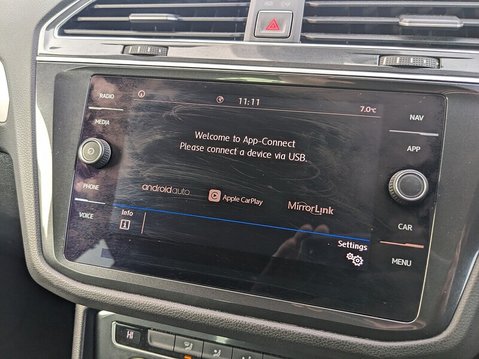 RADIO
11:11
7.0°C
NAV
MEDIA
Welcome to App-Connect
Please connect a device via USB.
APP
PHONE
androidauto
Apple CarPlay
MirrorLink
VOICE
Info
CAR
Settings
MENU
HI